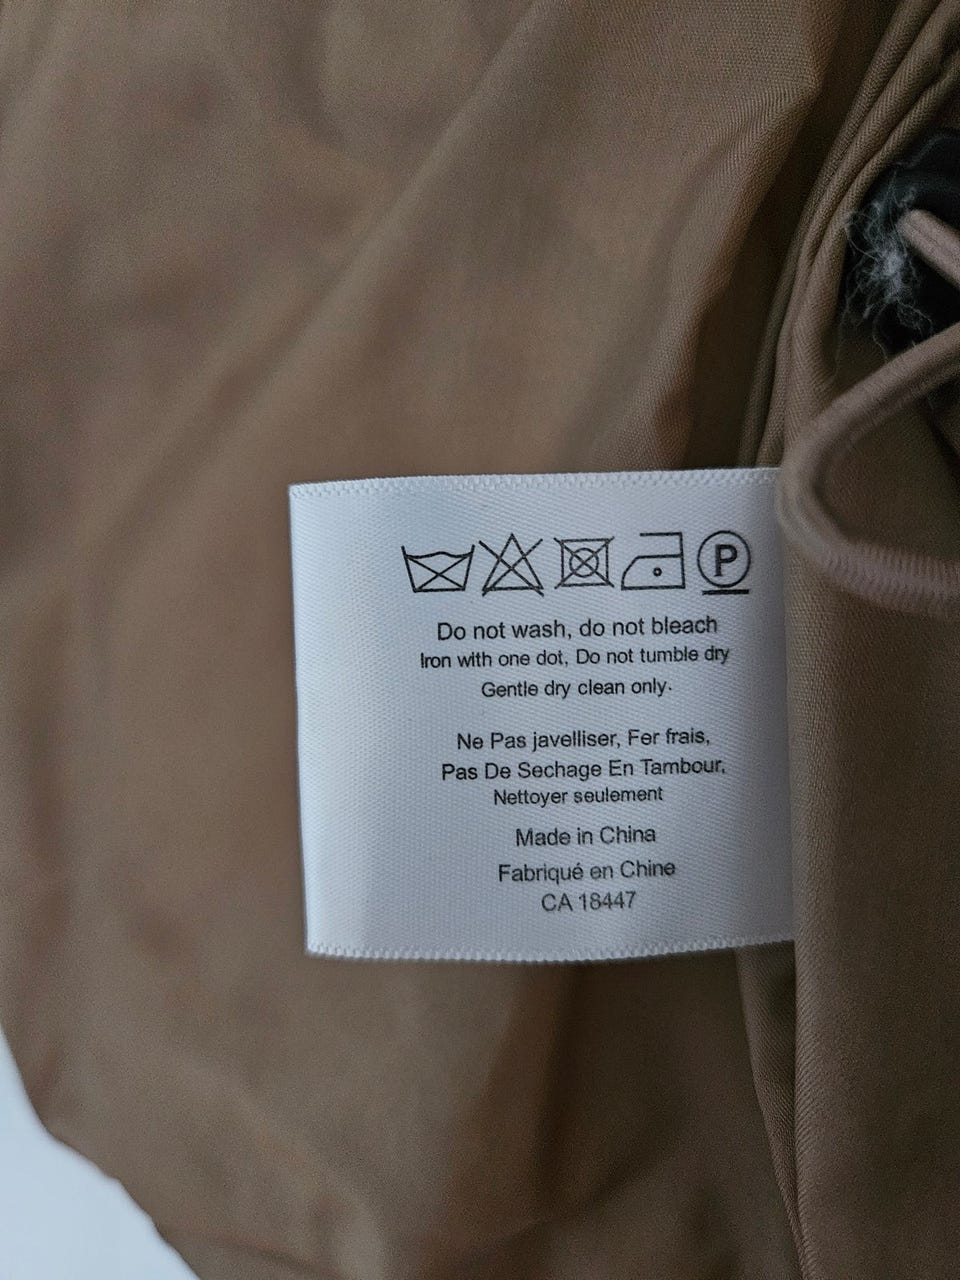 P
Do not wash, do not bleach
Iron with one dot, Do not tumble dry
Gentle dry clean only.
Ne Pas javelliser, Fer frais,
Pas De Sechage En Tambour,
Nettoyer seulement
Made in China
Fabriqué en Chine
CA 18447